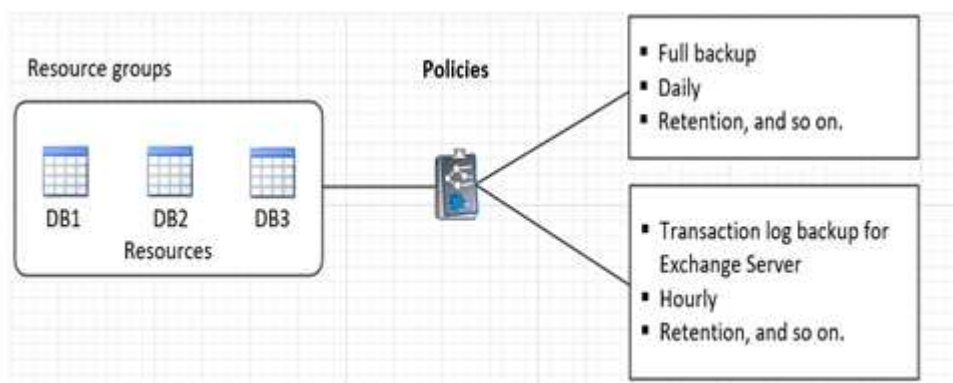 Resource groups
Policies
DB1
DB2
DB3
Resources
▪ Full backup
▪ Daily
▪ Retention, and so on.
▪ Transaction log backup for
Exchange Server
▪ Hourly
▪ Retention, and so on.